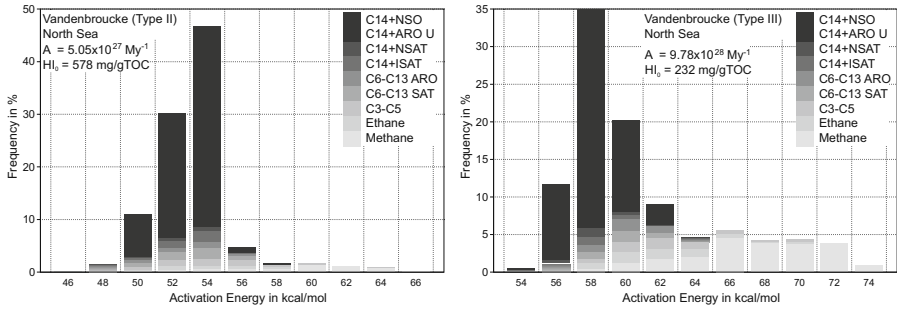 Vandenbroucke (Type II)
North Sea
A = 5.05x10²⁷ My⁻¹
HI₀ = 578 mg/gTOC
C14+NSO
C14+ARO U
C14+NSAT
C14+ISAT
C6-C13 ARO
C6-C13 SAT
C3-C5
Ethane
Methane
Frequency in %
50
40
30
20
10
0
46 48 50 52 54 56 58 60 62 64 66
Activation Energy in kcal/mol
Vandenbroucke (Type III)
North Sea
A = 9.78x10²⁸ My⁻¹
HI₀ = 232 mg/gTOC
C14+NSO
C14+ARO U
C14+NSAT
C14+ISAT
C6-C13 ARO
C6-C13 SAT
C3-C5
Ethane
Methane
Frequency in %
35
30
25
20
15
10
5
0
54 56 58 60 62 64 66 68 70 72 74
Activation Energy in kcal/mol